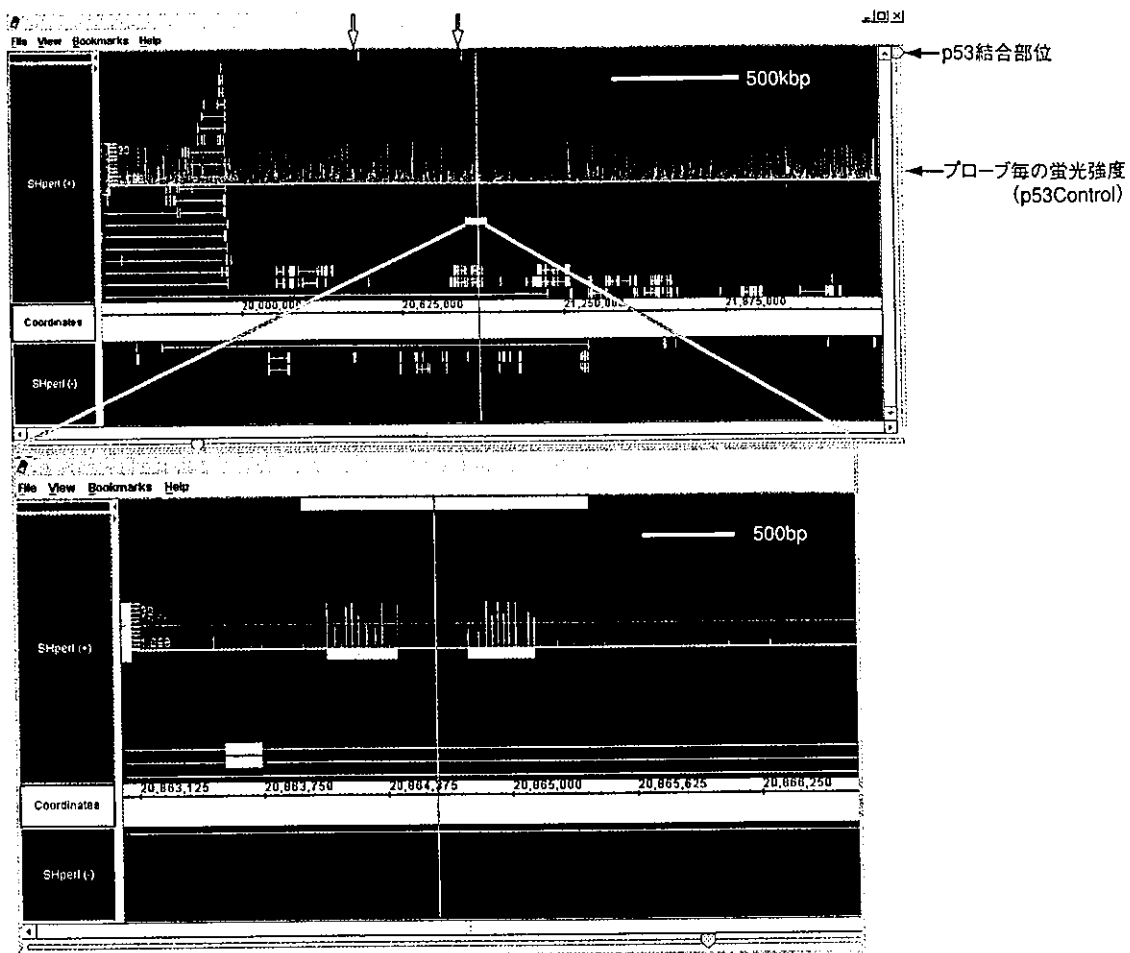 File View Bookmarks Help
p53結合部位
500kbp
プローブ毎の蛍光強度
(p53Control)
SHperl (+)
20,000,000 20,625,000 21,250,000 21,875,000
Coordinates
SHperl (-)
File View Bookmarks Help
500bp
SHperl (+)
20,863,125 20,863,750 20,864,375 20,865,000 20,865,625 20,866,250
Coordinates
SHperl (-)